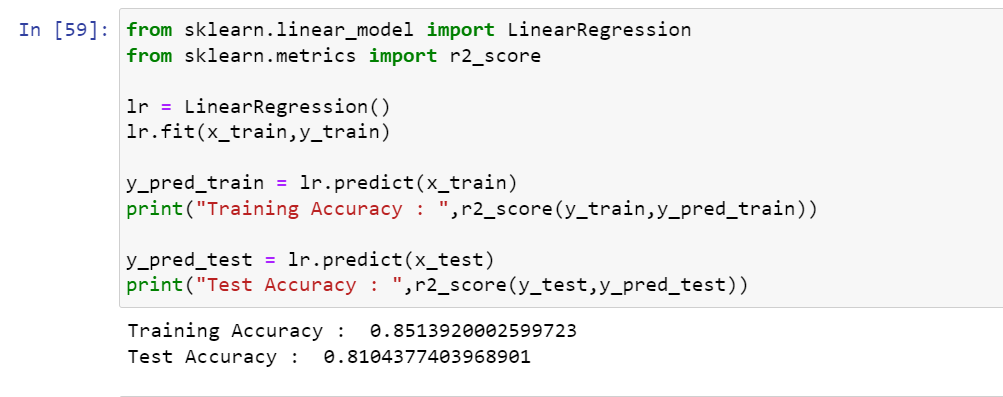 In [59]: from sklearn.linear_model import LinearRegression
from sklearn.metrics import r2_score
lr = LinearRegression()
lr.fit(x_train,y_train)
y_pred_train = lr.predict(x_train)
print("Training Accuracy : ",r2_score(y_train,y_pred_train))
y_pred_test = lr.predict(x_test)
print("Test Accuracy : ",r2_score(y_test,y_pred_test))
Training Accuracy :  0.8513920002599723
Test Accuracy :  0.8104377403968901